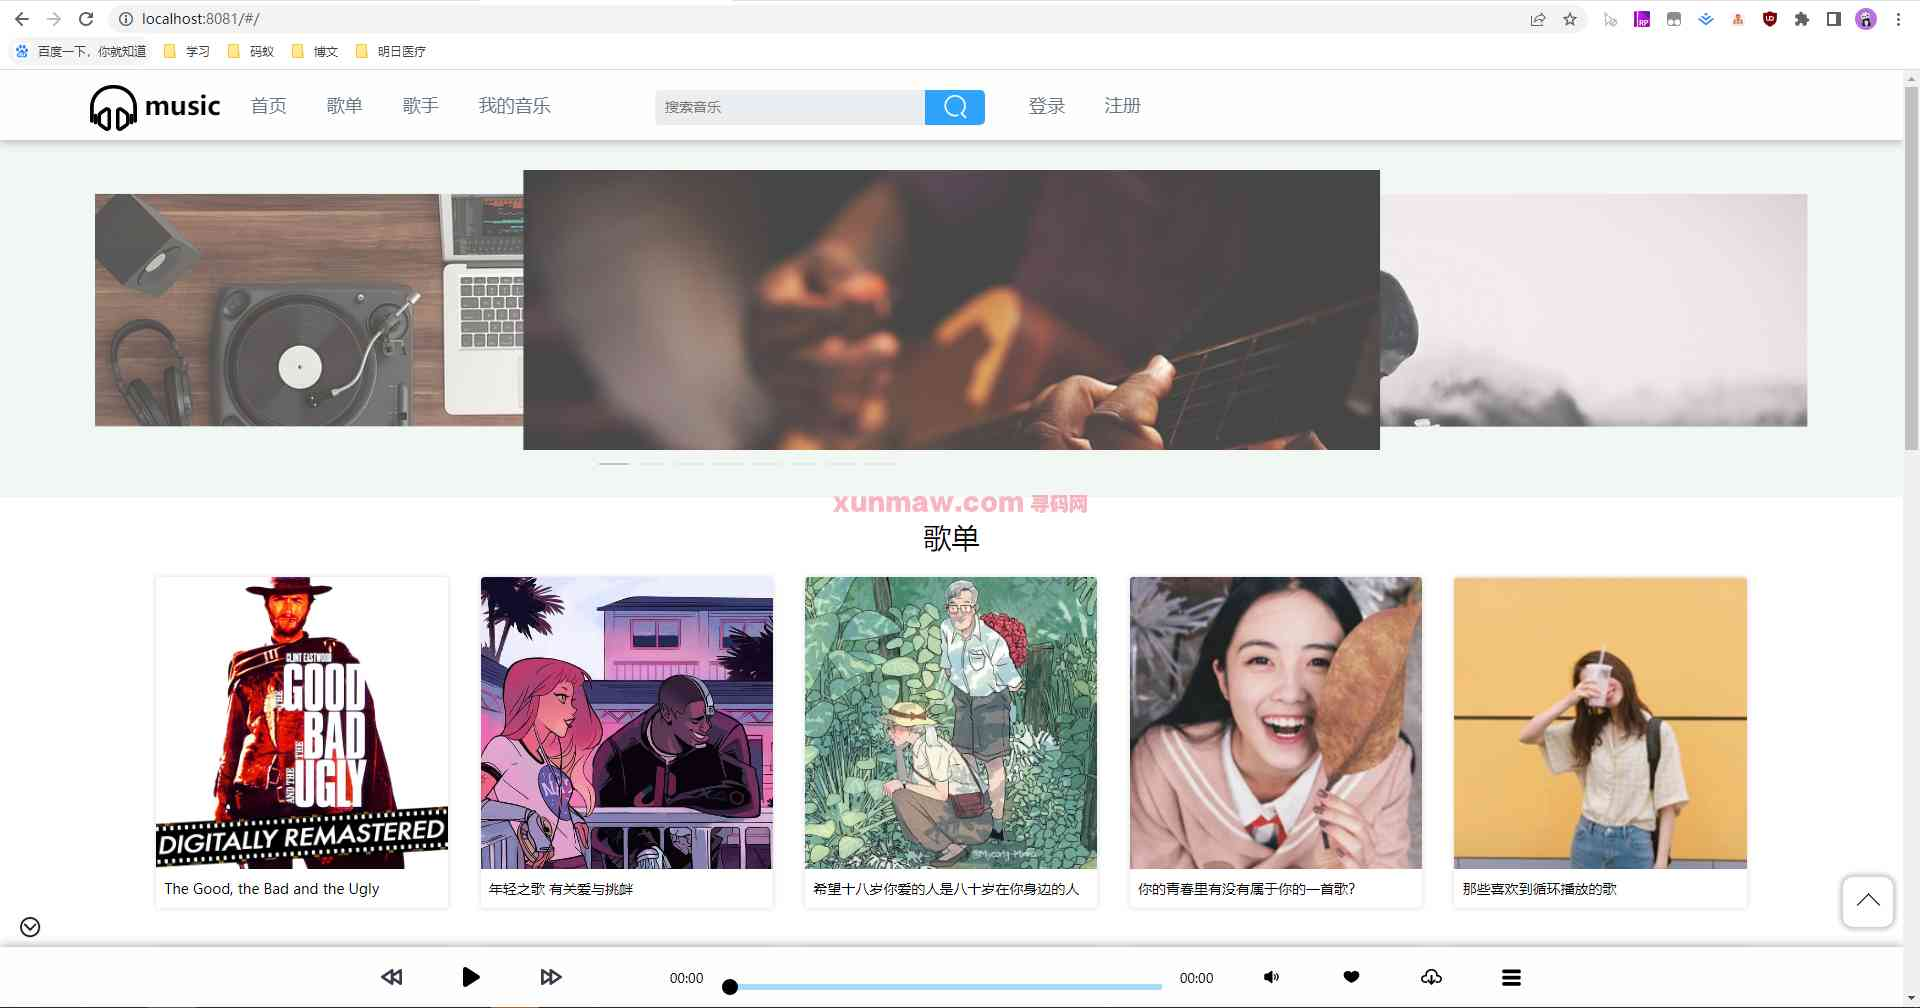 localhost:8081/#/
百度一下，你就知道 学习 码蚁 博文 明日医疗
music 首页 歌单 歌手 我的音乐 搜索音乐 登录 注册
xunmaw.com 寻码网
歌单
CLINT EASTWOOD
THE GOOD
THE BAD
AND THE UGLY
DIGITALLY REMASTERED
The Good, the Bad and the Ugly
年轻之歌 有关爱与挑衅
希望十八岁你爱的人是八十岁在你身边的人
你的青春里有没有属于你的一首歌？
那些喜欢到循环播放的歌
00:00 00:00